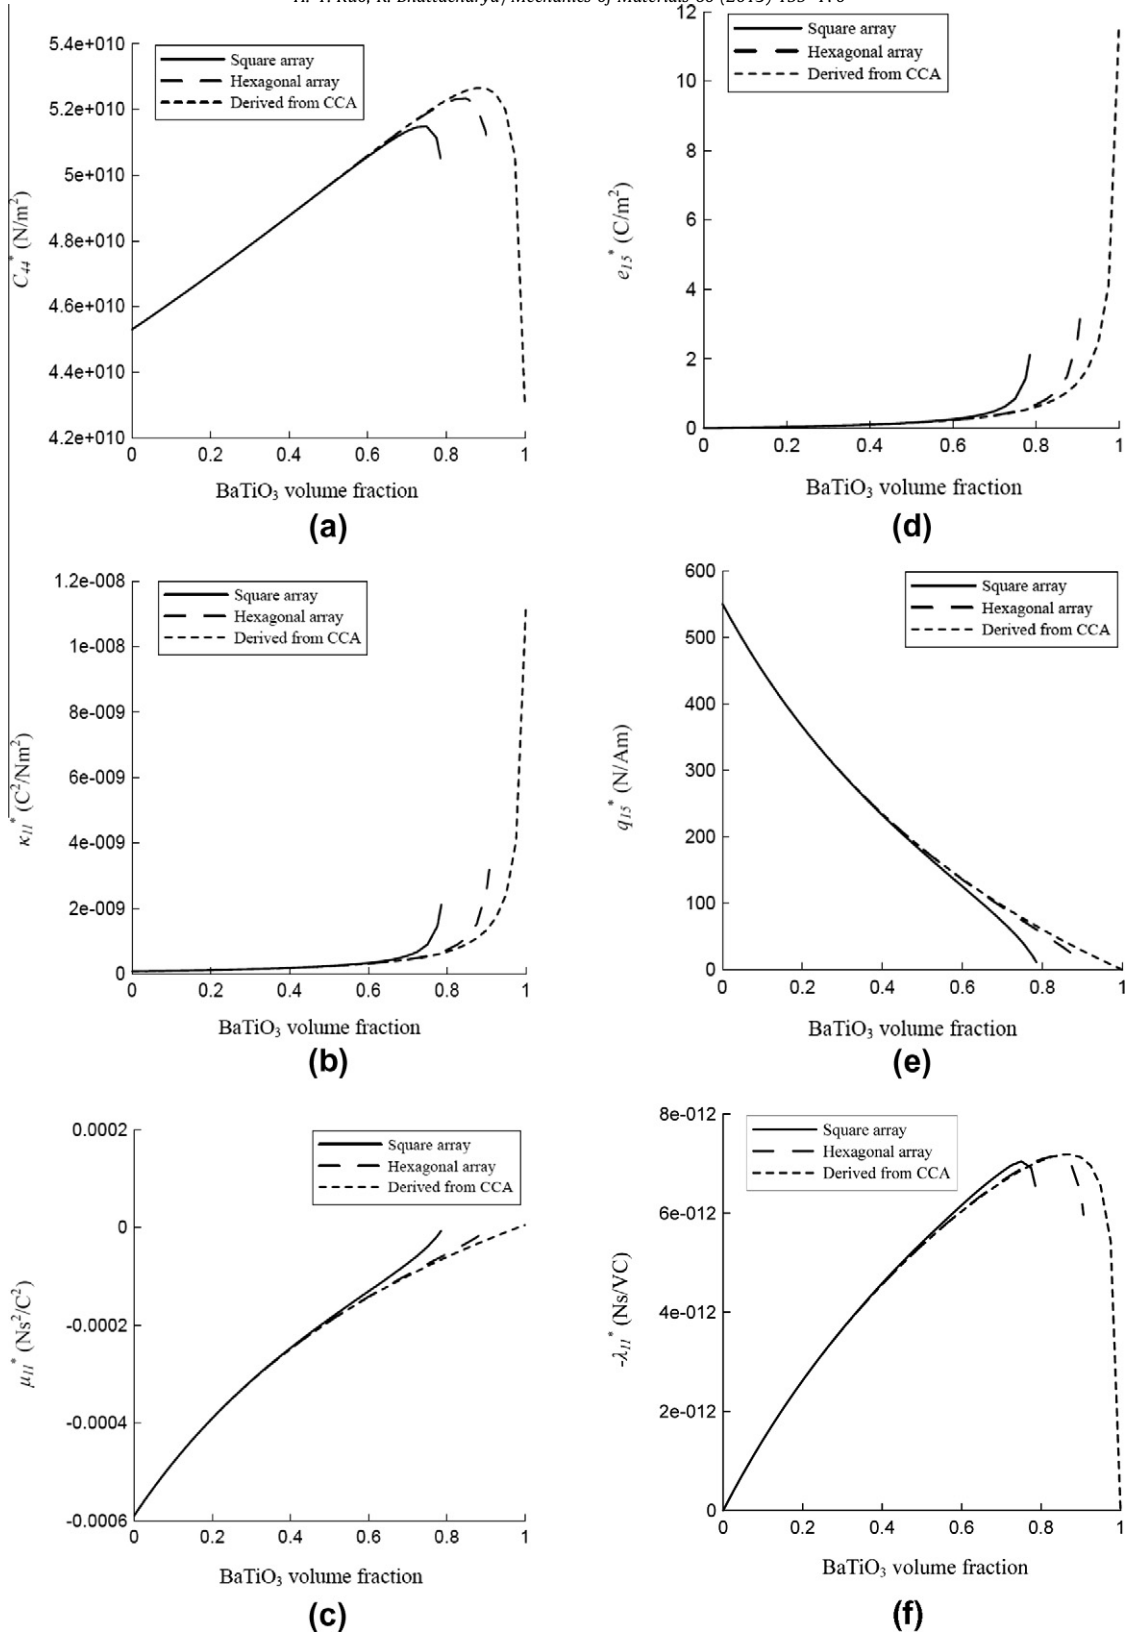 5.4e+010
5.2e+010
5e+010
4.8e+010
4.6e+010
4.4e+010
4.2e+010
C44* (N/m2)
Square array
Hexagonal array
Derived from CCA
0 0.2 0.4 0.6 0.8 1
BaTiO3 volume fraction
(a)
12
10
8
6
4
2
0
e15* (C/m2)
Square array
Hexagonal array
Derived from CCA
0 0.2 0.4 0.6 0.8 1
BaTiO3 volume fraction
(d)
1.2e-008
1e-008
8e-009
6e-009
4e-009
2e-009
0
κ11* (C2/Nm2)
Square array
Hexagonal array
Derived from CCA
0 0.2 0.4 0.6 0.8 1
BaTiO3 volume fraction
(b)
600
500
400
300
200
100
0
q15* (N/Am)
Square array
Hexagonal array
Derived from CCA
0 0.2 0.4 0.6 0.8 1
BaTiO3 volume fraction
(e)
0.0002
0
-0.0002
-0.0004
-0.0006
μ11* (Ns2/C2)
Square array
Hexagonal array
Derived from CCA
0 0.2 0.4 0.6 0.8 1
BaTiO3 volume fraction
(c)
8e-012
6e-012
4e-012
2e-012
0
-λ11* (Ns/VC)
Square array
Hexagonal array
Derived from CCA
0 0.2 0.4 0.6 0.8 1
BaTiO3 volume fraction
(f)